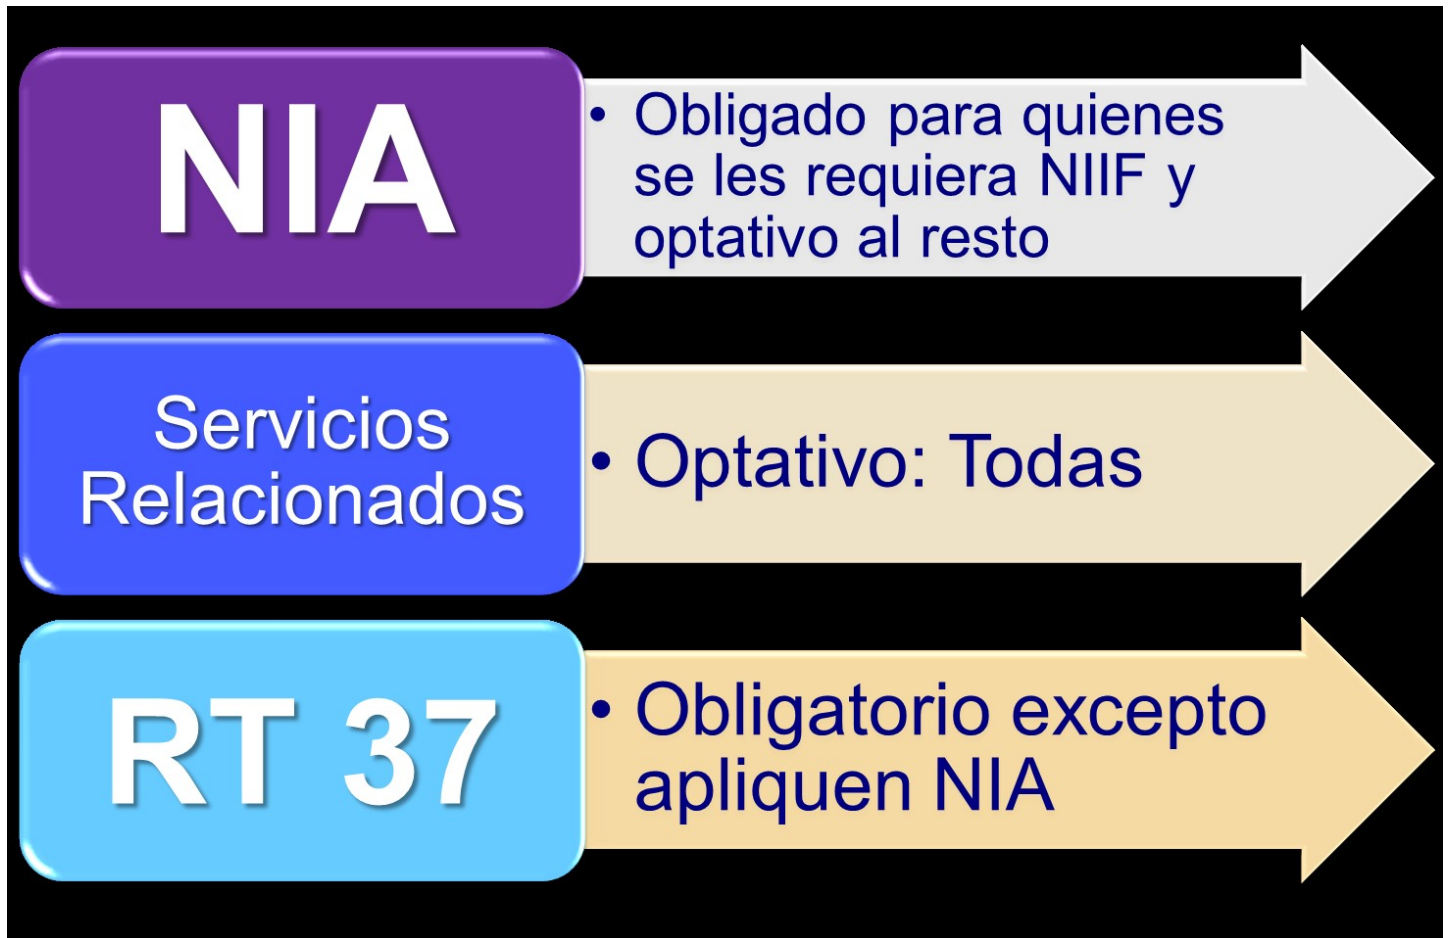 NIA
• Obligado para quienes
se les requiera NIIF y
optativo al resto
Servicios
Relacionados
• Optativo: Todas
RT 37
• Obligatorio excepto
apliquen NIA